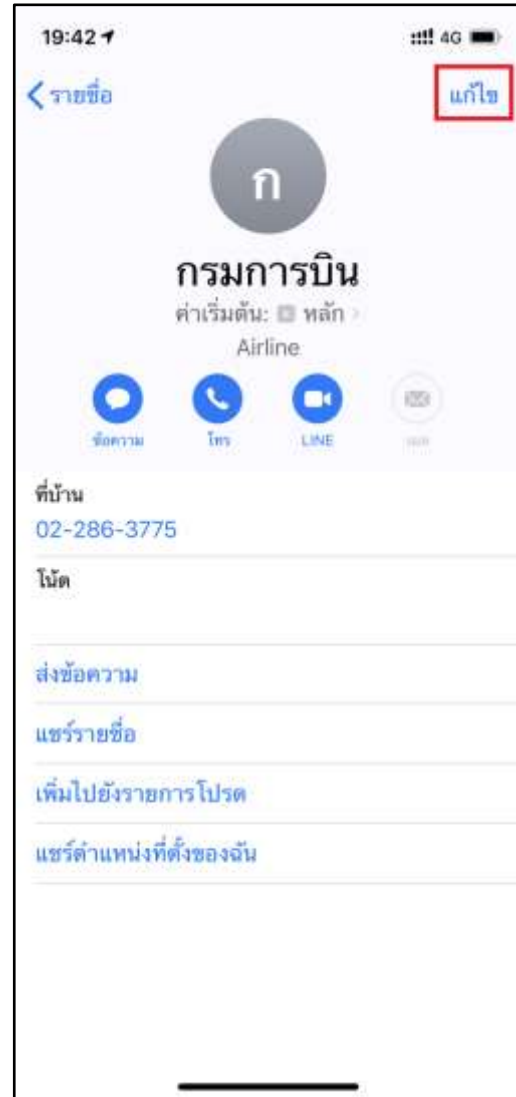 19:42
4G
รายชื่อ
แก้ไข
ก
กรมการบิน
ค่าเริ่มต้น: หลัก
Airline
ข้อความ โทร LINE
ที่บ้าน
02-286-3775
โน้ต
ส่งข้อความ
แชร์รายชื่อ
เพิ่มไปยังรายการโปรด
แชร์ตำแหน่งที่ตั้งของฉัน